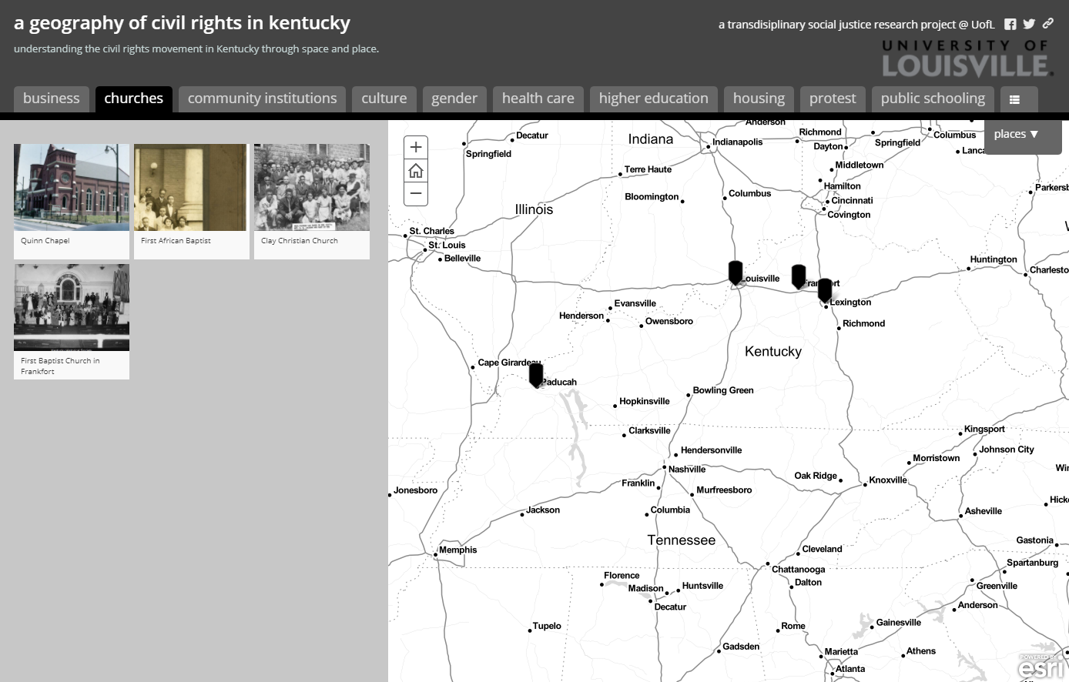 a geography of civil rights in kentucky
understanding the civil rights movement in Kentucky through space and place.
a transdisiplinary social justice research project @ UofL
UNIVERSITY OF
LOUISVILLE.
business
churches
community institutions
culture
gender
health care
higher education
housing
protest
public schooling
places ▼
Quinn Chapel
First African Baptist
Clay Christian Church
First Baptist Church in
Frankfort
+
−
Decatur
Springfield
Indiana
Anderson
Indianapolis
Richmond
Dayton
Springfield
Columbus
Terre Haute
Middletown
Hamilton
Bloomington
Columbus
Cincinnati
Covington
Illinois
St. Charles
St. Louis
Belleville
Huntington
Louisville
Lexington
Evansville
Henderson
Owensboro
Richmond
Kentucky
Cape Girardeau
Paducah
Bowling Green
Hopkinsville
Clarksville
Kingsport
Hendersonville
Johnson City
Morristown
Nashville
Oak Ridge
Knoxville
Franklin
Murfreesboro
Jonesboro
Jackson
Columbia
Asheville
Tennessee
Gastonia
Memphis
Cleveland
Chattanooga
Spartanburg
Florence
Madison
Huntsville
Dalton
Greenville
Decatur
Anderson
Tupelo
Rome
Gainesville
Gadsden
Marietta
Athens
Atlanta
POWERED BY
esri